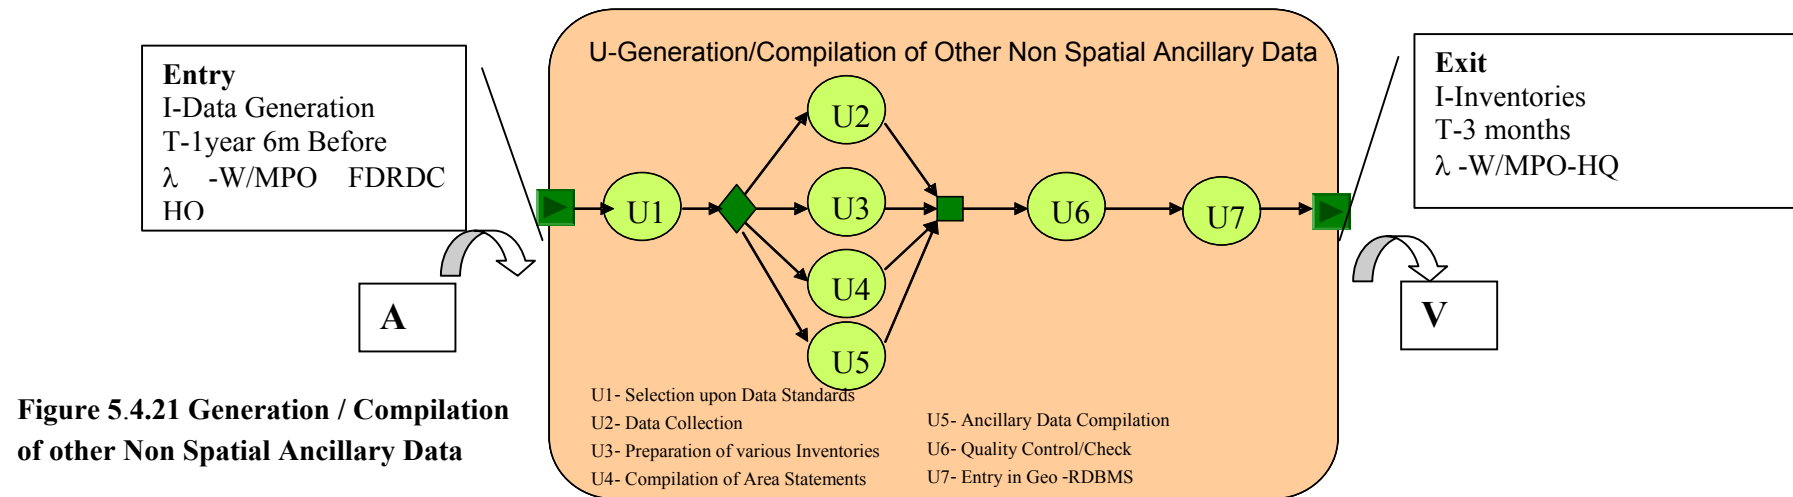 U-Generation/Compilation of Other Non Spatial Ancillary Data
Entry
I-Data Generation
T-1year 6m Before
λ -W/MPO FDRDC
HQ
Exit
I-Inventories
T-3 months
λ -W/MPO-HQ
U1
U2
U3
U4
U5
U6
U7
A
V
U1- Selection upon Data Standards
U2- Data Collection
U3- Preparation of various Inventories
U4- Compilation of Area Statements
U5- Ancillary Data Compilation
U6- Quality Control/Check
U7- Entry in Geo -RDBMS
Figure 5.4.21 Generation / Compilation
of other Non Spatial Ancillary Data